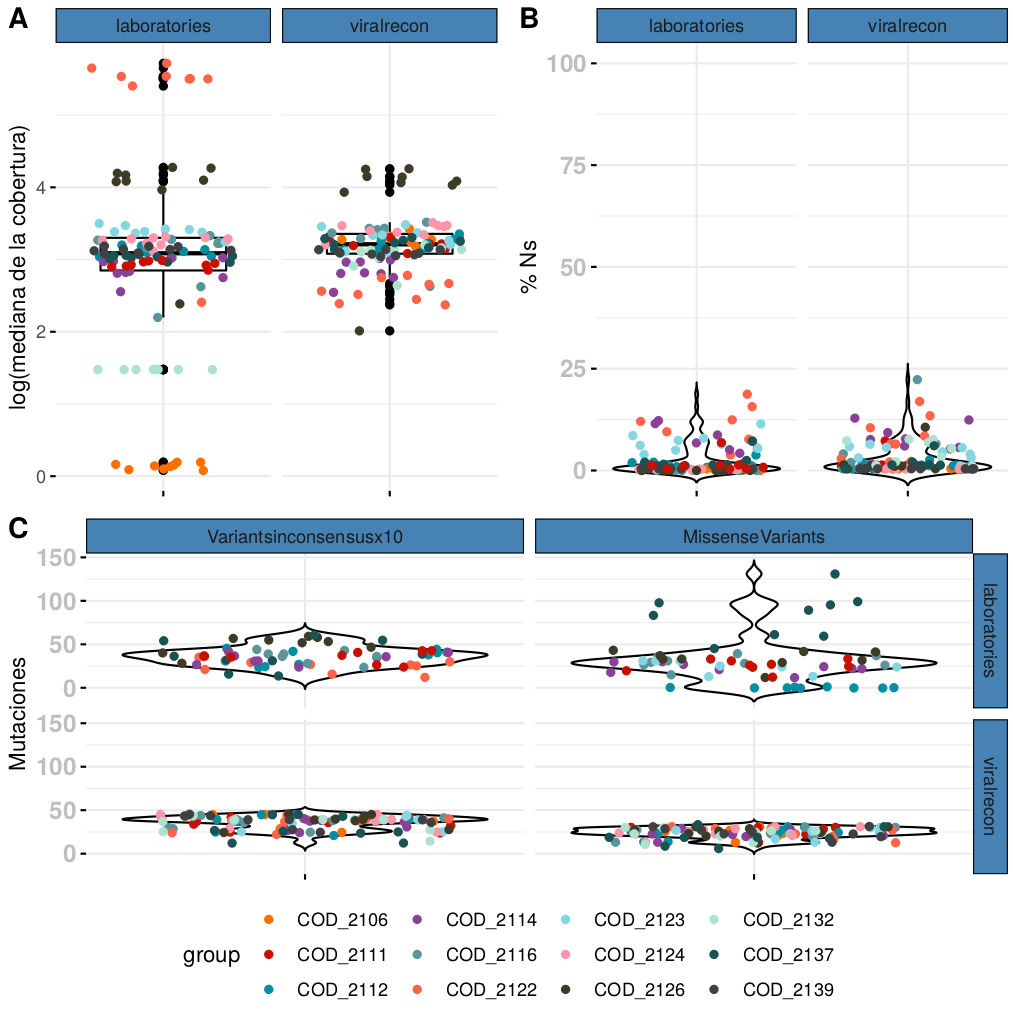 A
laboratories
viralrecon
log(mediana de la cobertura)
4
2
0
B
laboratories
viralrecon
% Ns
100
75
50
25
0
C
Variantsinconsensusx10
MissenseVariants
Mutaciones
150
100
50
0
laboratories
150
100
50
0
viralrecon
group
COD_2106
COD_2114
COD_2123
COD_2132
COD_2111
COD_2116
COD_2124
COD_2137
COD_2112
COD_2122
COD_2126
COD_2139